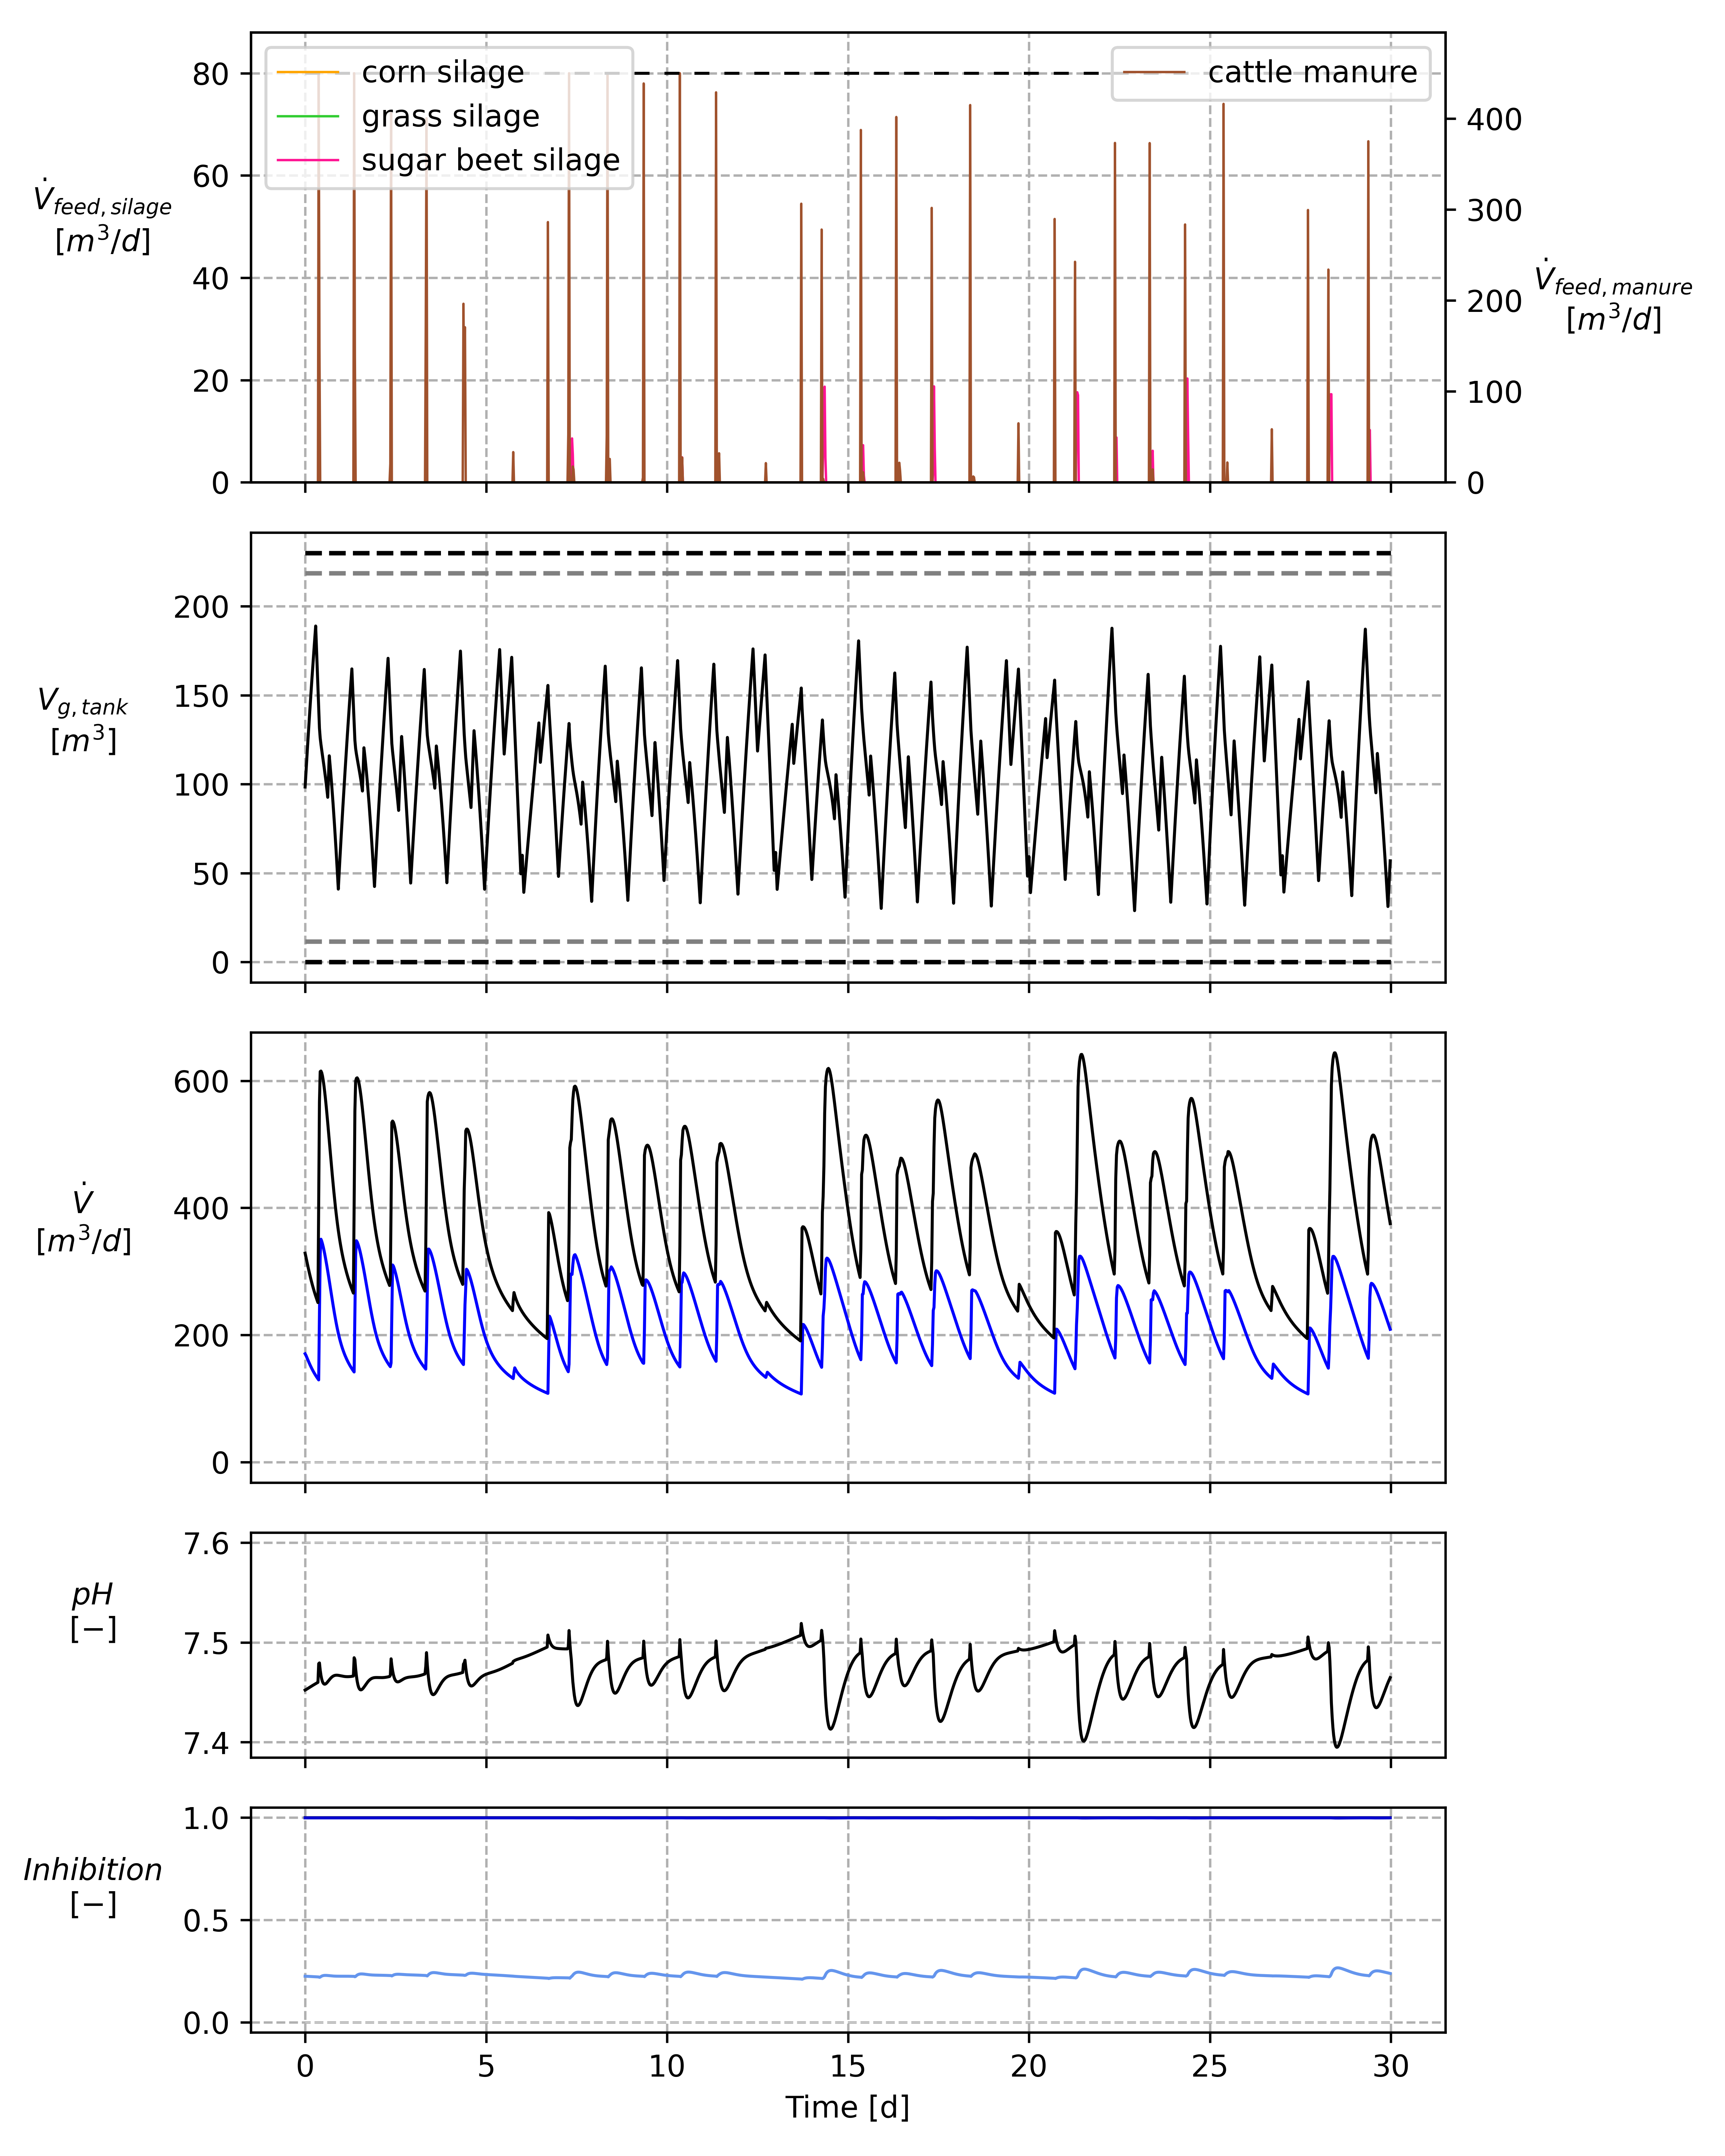 corn silage
grass silage
sugar beet silage
cattle manure
80
60
40
20
0
400
300
200
100
0
V̇feed, silage
[m³/d]
V̇feed, manure
[m³/d]
200
150
100
50
0
Vg, tank
[m³]
600
400
200
0
V̇
[m³/d]
7.6
7.5
7.4
pH
[−]
1.0
0.5
0.0
Inhibition
[−]
0 5 10 15 20 25 30
Time [d]